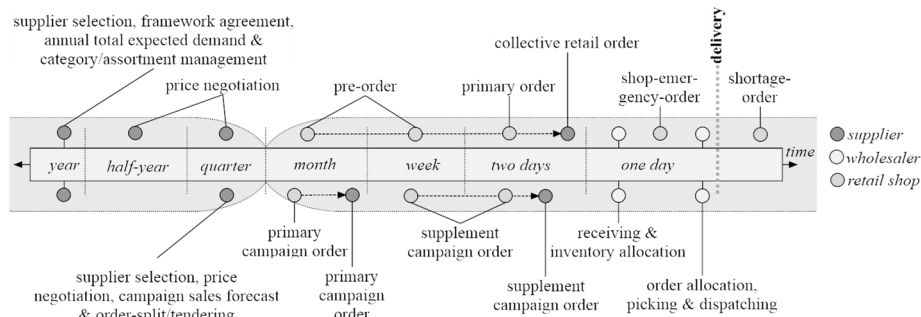 supplier selection, framework agreement,
annual total expected demand &
category/assortment management
price negotiation
pre-order
collective retail order
primary order
shop-emer-
gency-order
delivery
shortage-
order
year
half-year
quarter
month
week
two days
one day
time
supplier
wholesaler
retail shop
primary
campaign order
supplement
campaign order
receiving &
inventory allocation
supplier selection, price
negotiation, campaign sales forecast
& order-split/tendering
primary
campaign
order
supplement
campaign order
order allocation,
picking & dispatching